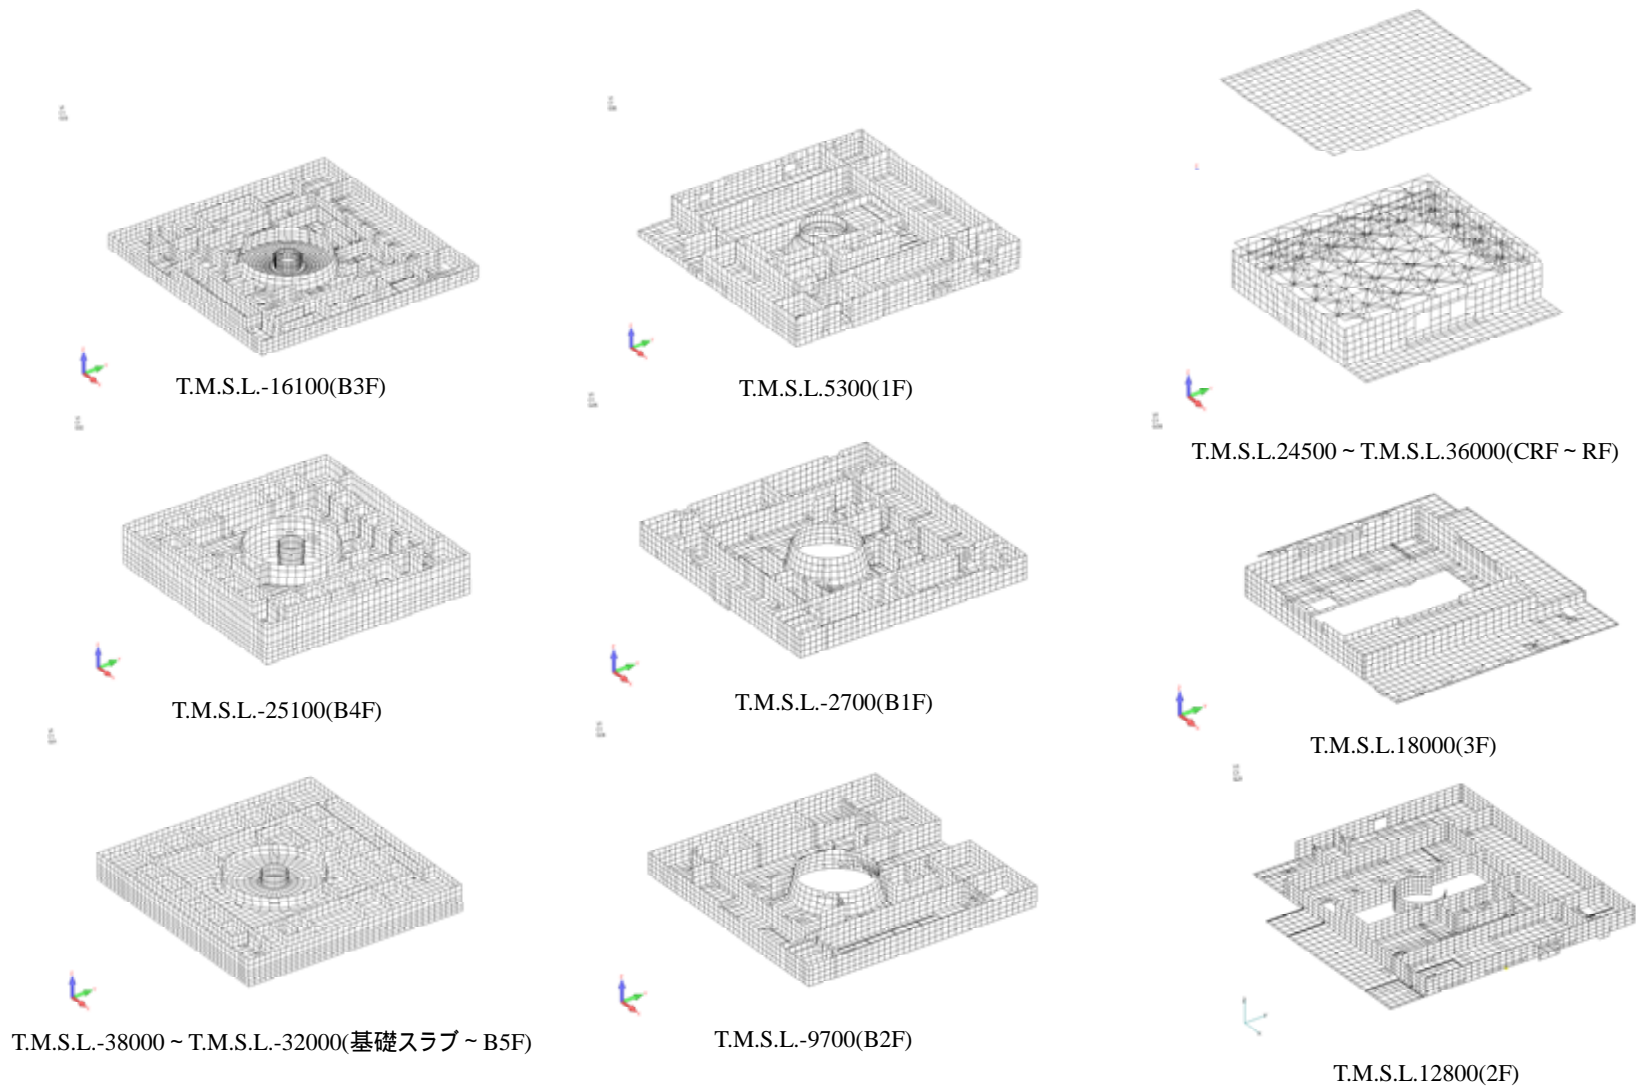 T.M.S.L.-16100(B3F)
T.M.S.L.5300(1F)
T.M.S.L.24500 ~ T.M.S.L.36000(CRF ~ RF)
T.M.S.L.-25100(B4F)
T.M.S.L.-2700(B1F)
T.M.S.L.18000(3F)
T.M.S.L.-38000 ~ T.M.S.L.-32000(基礎スラブ ~ B5F)
T.M.S.L.-9700(B2F)
T.M.S.L.12800(2F)